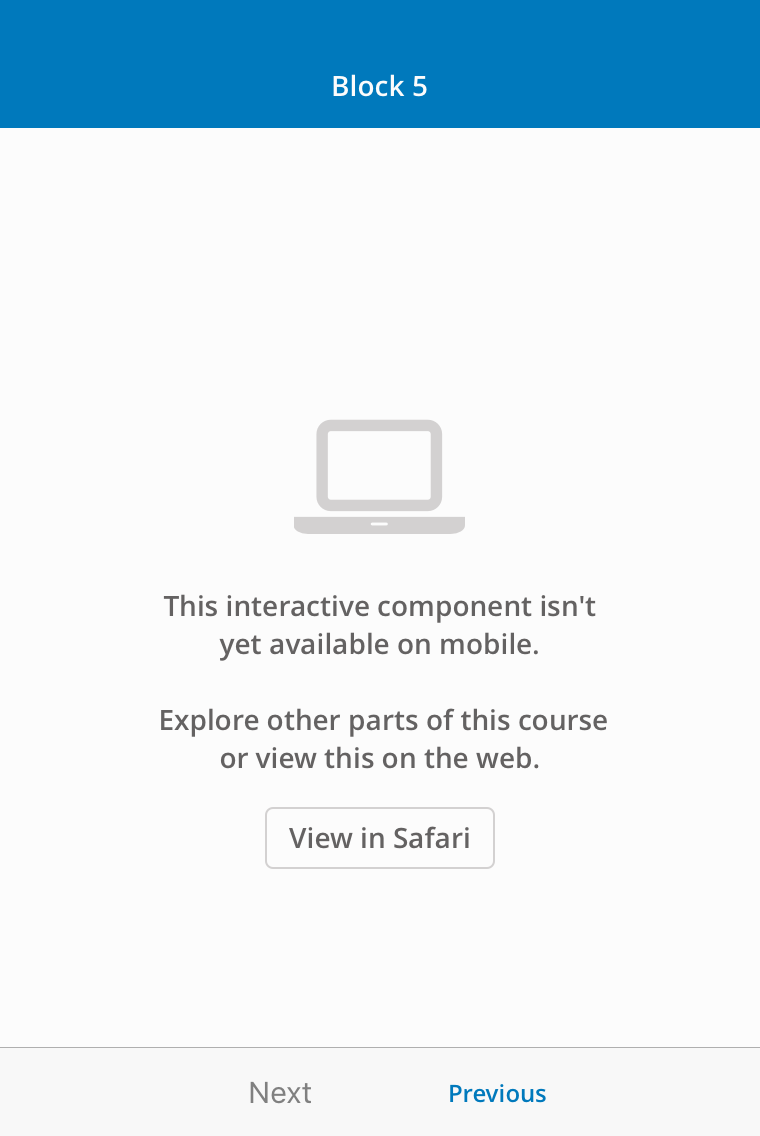 Block 5
This interactive component isn't
yet available on mobile.
Explore other parts of this course
or view this on the web.
View in Safari
Next Previous